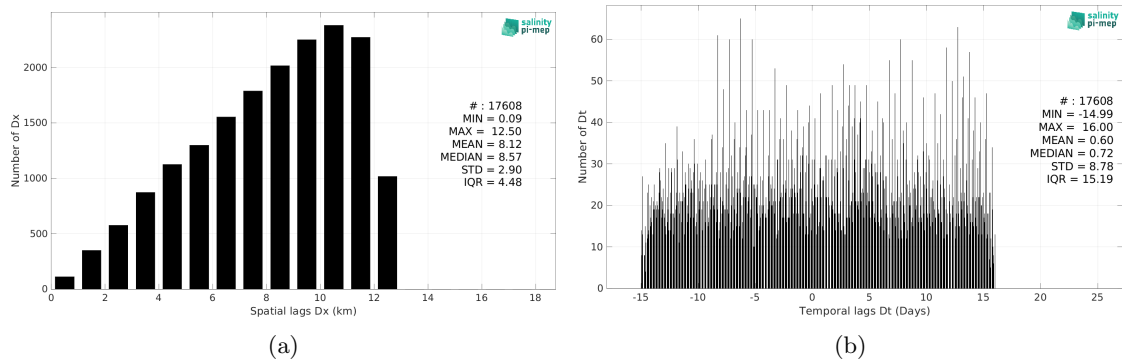 salinity
pi-mep
2000
1500
1000
500
0
Number of Dx
# : 17608
MIN = 0.09
MAX = 12.50
MEAN = 8.12
MEDIAN = 8.57
STD = 2.90
IQR = 4.48
0 2 4 6 8 10 12 14 16 18
Spatial lags Dx (km)
(a)
salinity
pi-mep
60
50
40
30
20
10
0
Number of Dt
# : 17608
MIN = -14.99
MAX = 16.00
MEAN = 0.60
MEDIAN = 0.72
STD = 8.78
IQR = 15.19
-15 -10 -5 0 5 10 15 20 25
Temporal lags Dt (Days)
(b)